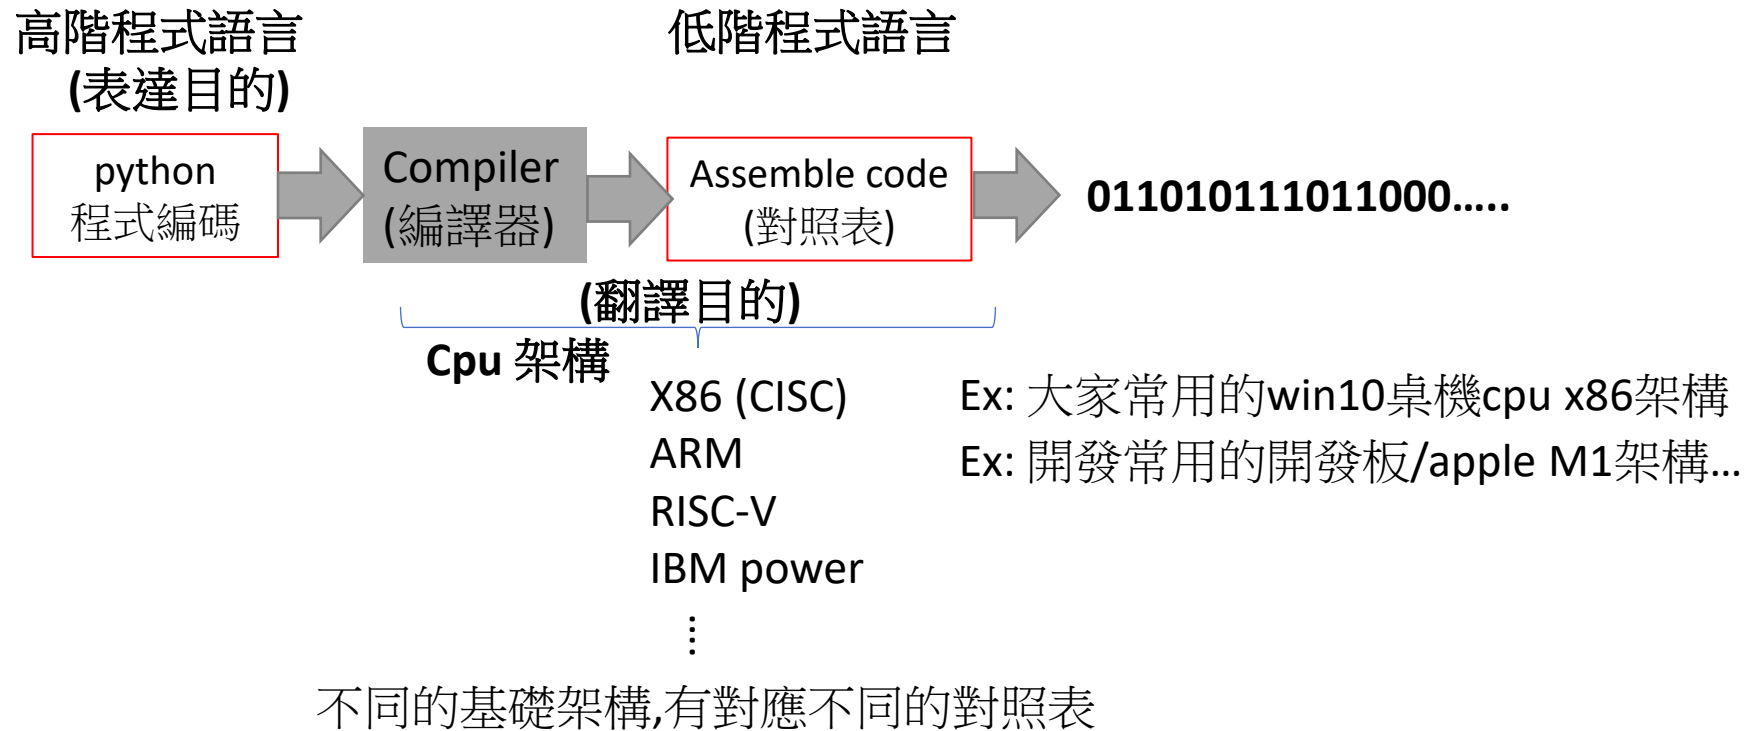 高階程式語言
(表達目的)
低階程式語言
python
程式編碼
Compiler
(編譯器)
Assemble code
(對照表)
011010111011000…..
(翻譯目的)
Cpu 架構
X86 (CISC)
Ex: 大家常用的win10桌機cpu x86架構
ARM
Ex: 開發常用的開發板/apple M1架構…
RISC-V
IBM power
…
不同的基礎架構,有對應不同的對照表